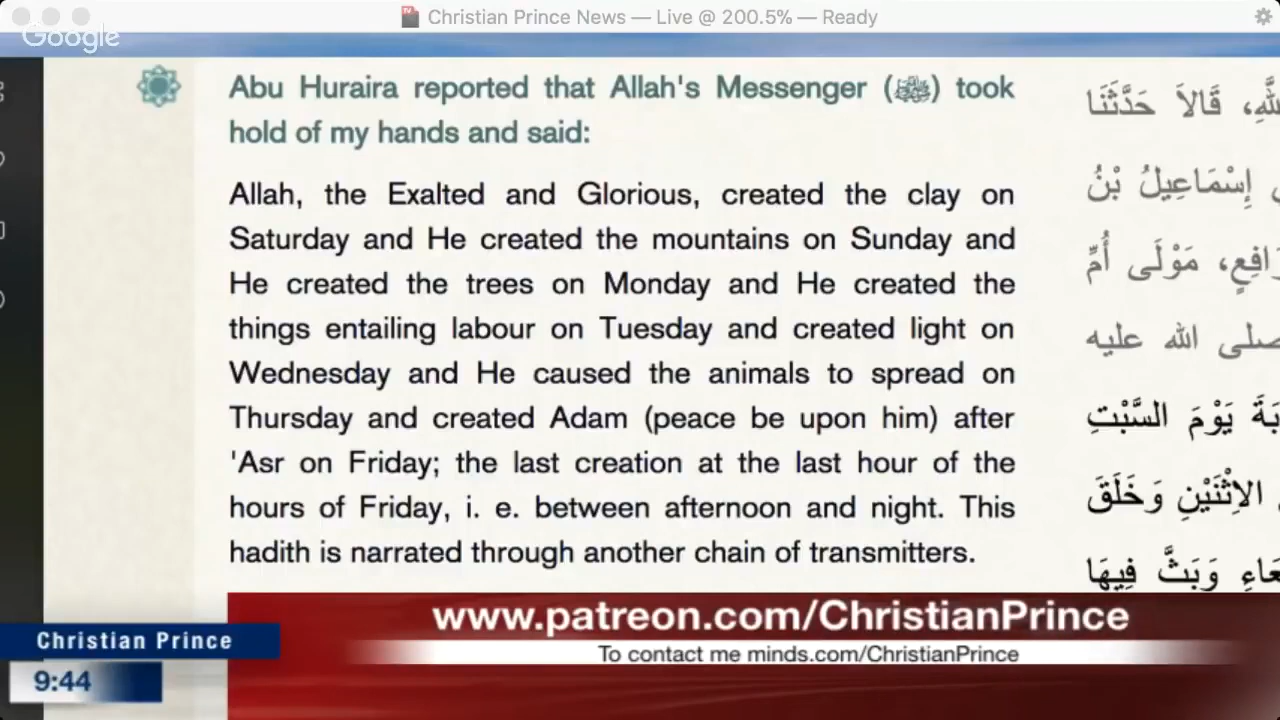 Christian Prince News — Live @ 200.5% — Ready
Google
Abu Huraira reported that Allah's Messenger (ﷺ) took
hold of my hands and said:
Allah, the Exalted and Glorious, created the clay on
Saturday and He created the mountains on Sunday and
He created the trees on Monday and He created the
things entailing labour on Tuesday and created light on
Wednesday and He caused the animals to spread on
Thursday and created Adam (peace be upon him) after
'Asr on Friday; the last creation at the last hour of the
hours of Friday, i. e. between afternoon and night. This
hadith is narrated through another chain of transmitters.
قَالاَ حَدَّثَنَا
إِسْمَاعِيلُ بْنُ
مَوْلَى أُمِّ
صلى الله عليه
يَوْمَ السَّبْتِ
الاِثْنَيْنِ وَخَلَقَ
وَبَثَّ فِيهَا
www.patreon.com/ChristianPrince
To contact me minds.com/ChristianPrince
Christian Prince
9:44